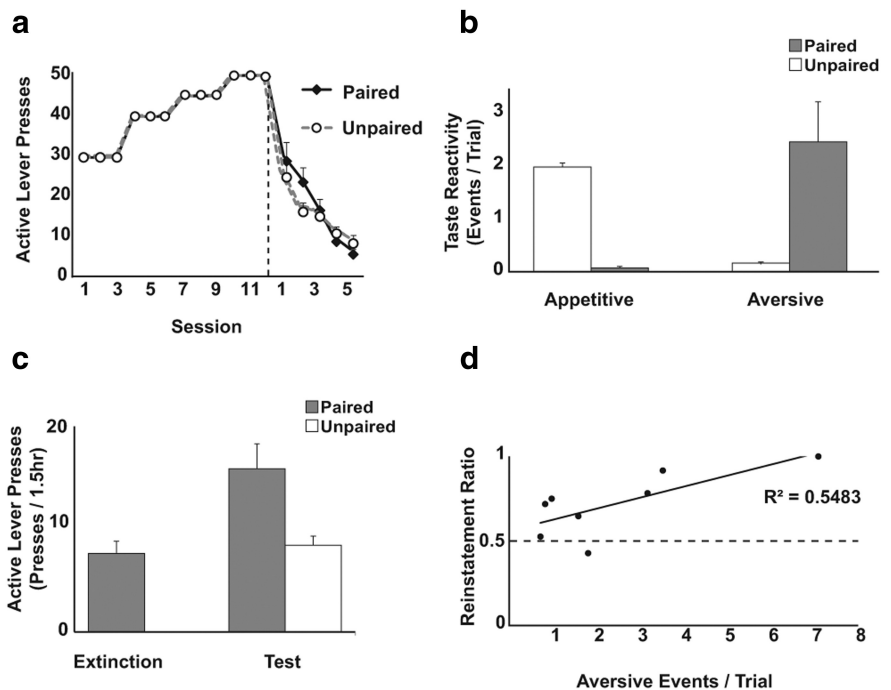 a
Active Lever Presses
50
40
30
20
10
0
1 3 5 7 9 11 1 3 5
Session
Paired
Unpaired
b
Paired
Unpaired
Taste Reactivity
(Events / Trial)
3
2
1
0
Appetitive Aversive
c
Paired
Unpaired
Active Lever Presses
(Presses / 1.5hr)
20
10
0
Extinction Test
d
Reinstatement Ratio
1
0.5
0
R² = 0.5483
1 2 3 4 5 6 7 8
Aversive Events / Trial